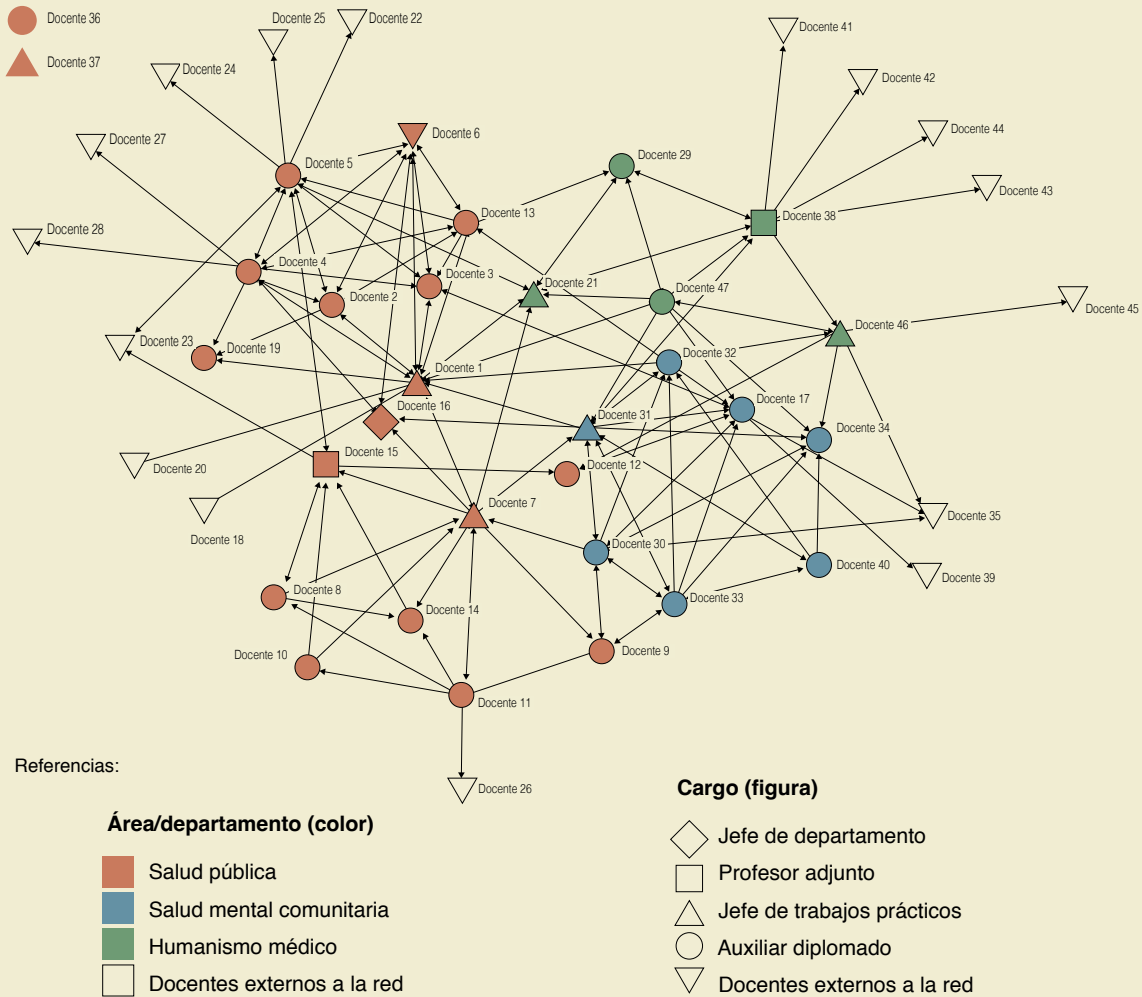 Docente 36
Docente 25
Docente 22
Docente 41
Docente 37
Docente 24
Docente 42
Docente 27
Docente 6
Docente 44
Docente 5
Docente 29
Docente 43
Docente 13
Docente 38
Docente 28
Docente 4
Docente 3
Docente 21
Docente 47
Docente 2
Docente 45
Docente 46
Docente 23
Docente 19
Docente 32
Docente 1
Docente 17
Docente 16
Docente 31
Docente 34
Docente 15
Docente 20
Docente 12
Docente 7
Docente 35
Docente 18
Docente 30
Docente 40
Docente 39
Docente 8
Docente 33
Docente 14
Docente 10
Docente 9
Docente 11
Docente 26
Referencias:
Área/departamento (color)
Salud pública
Salud mental comunitaria
Humanismo médico
Docentes externos a la red
Cargo (figura)
Jefe de departamento
Profesor adjunto
Jefe de trabajos prácticos
Auxiliar diplomado
Docentes externos a la red